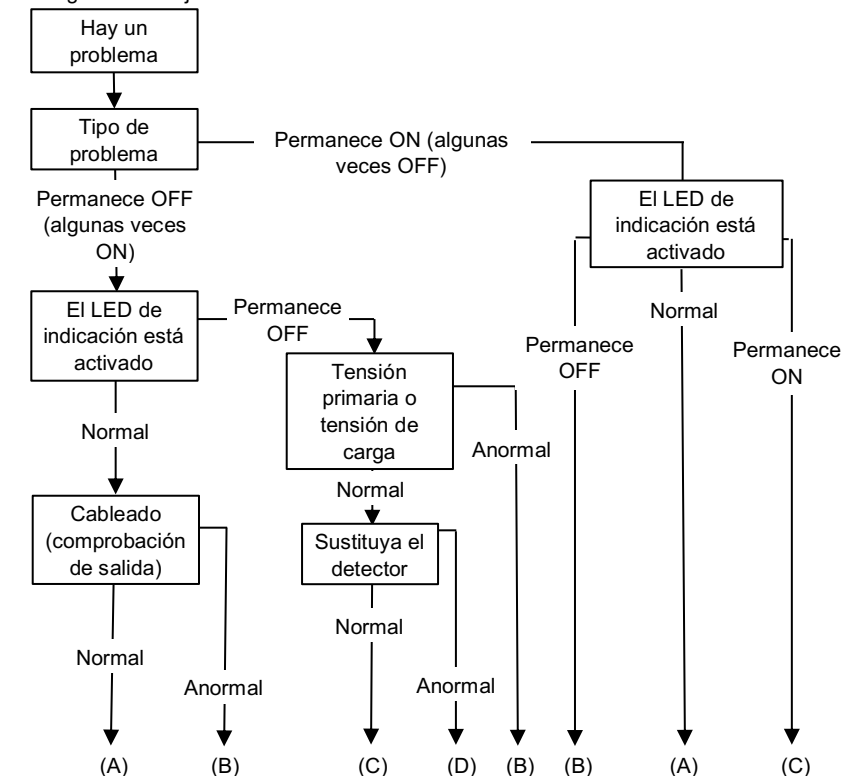 Hay un
problema
Tipo de
problema
Permanece ON (algunas
veces OFF)
Permanece OFF
(algunas veces
ON)
El LED de
indicación está
activado
Normal
Permanece
OFF
Permanece
ON
El LED de
indicación está
activado
Permanece
OFF
Tensión
primaria o
tensión de
carga
Anormal
Normal
Normal
Cableado
(comprobación
de salida)
Sustituya el
detector
Normal
Anormal
Normal
Anormal
(A)
(B)
(C)
(D)
(B)
(B)
(A)
(C)